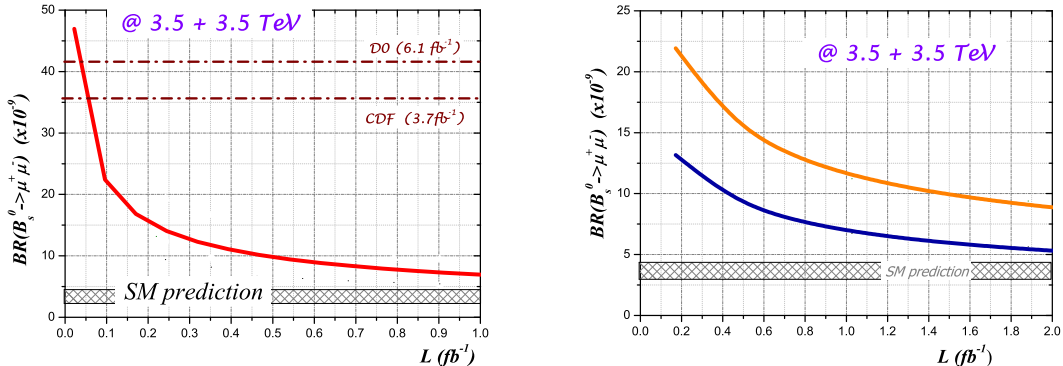 @ 3.5 + 3.5 TeV
D0 (6.1 fb⁻¹)
CDF (3.7fb⁻¹)
SM prediction
BR(B⁰ₛ->μ⁺μ⁻) (x10⁻⁹)
50
40
30
20
10
0
0.0 0.1 0.2 0.3 0.4 0.5 0.6 0.7 0.8 0.9 1.0
L (fb⁻¹)
@ 3.5 + 3.5 TeV
SM prediction
BR(B⁰ₛ->μ⁺μ⁻) (x10⁻⁹)
25
20
15
10
5
0
0.0 0.2 0.4 0.6 0.8 1.0 1.2 1.4 1.6 1.8 2.0
L (fb⁻¹)